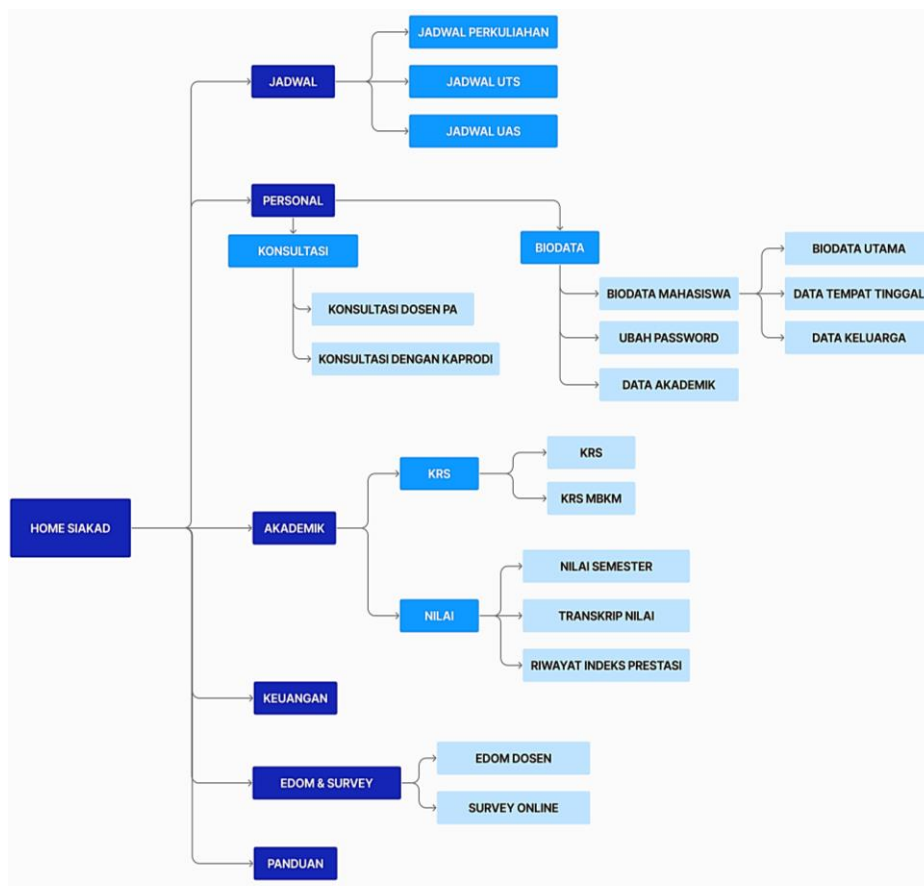 JADWAL PERKULIAHAN
JADWAL
JADWAL UTS
JADWAL UAS
PERSONAL
KONSULTASI
BIODATA
BIODATA UTAMA
KONSULTASI DOSEN PA
BIODATA MAHASISWA
DATA TEMPAT TINGGAL
KONSULTASI DENGAN KAPRODI
UBAH PASSWORD
DATA KELUARGA
DATA AKADEMIK
KRS
KRS
KRS MBKM
HOME SIAKAD
AKADEMIK
NILAI SEMESTER
NILAI
TRANSKRIP NILAI
RIWAYAT INDEKS PRESTASI
KEUANGAN
EDOM DOSEN
EDOM & SURVEY
SURVEY ONLINE
PANDUAN